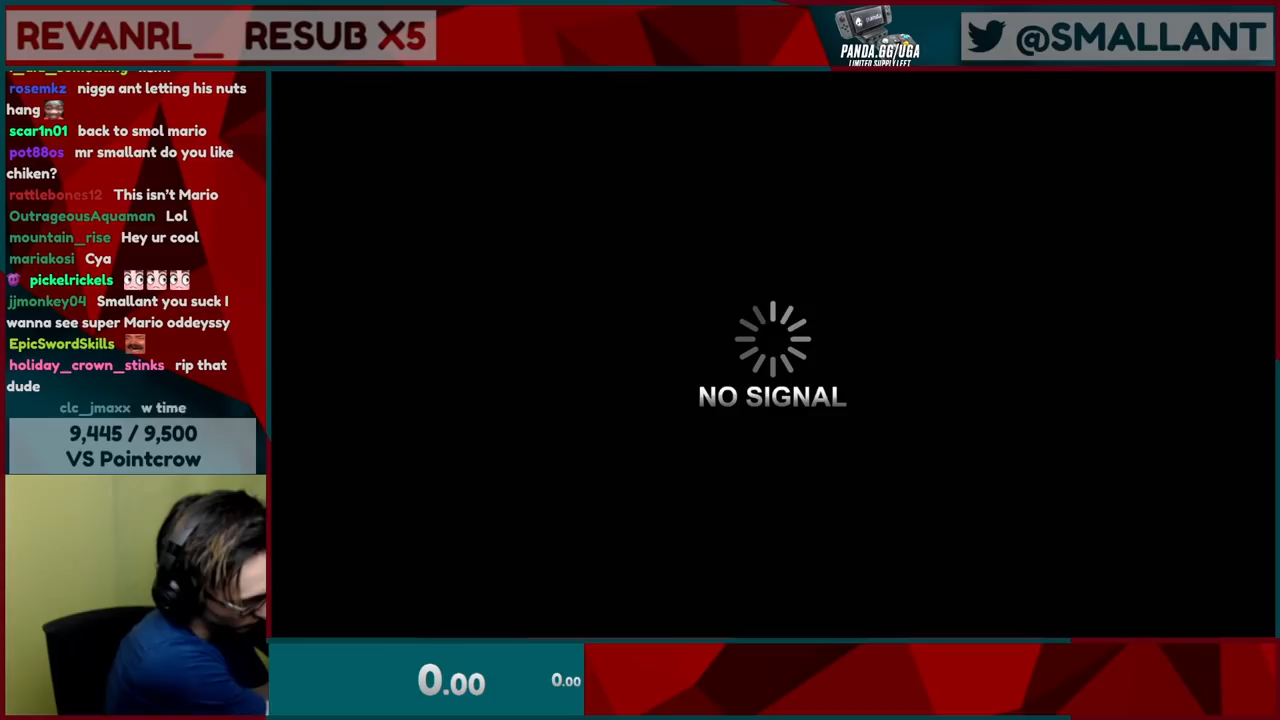 REVANRL_ RESUB X5
PANDA.GG/UGA
LIMITED SUPPLY LEFT
@SMALLANT
rosemkz nigga ant letting his nuts
hang
scar1n01 back to smol mario
pot88os mr smallant do you like
chiken?
rattlebones12 This isn't Mario
OutrageousAquaman Lol
mountain_rise Hey ur cool
mariakosi Cya
pickelrickels
jjmonkey04 Smallant you suck I
wanna see super Mario oddeyssy
EpicSwordSkills
holiday_crown_stinks rip that
dude
clc_jmaxx w time
9,445 / 9,500
VS Pointcrow
NO SIGNAL
0.00 0.00